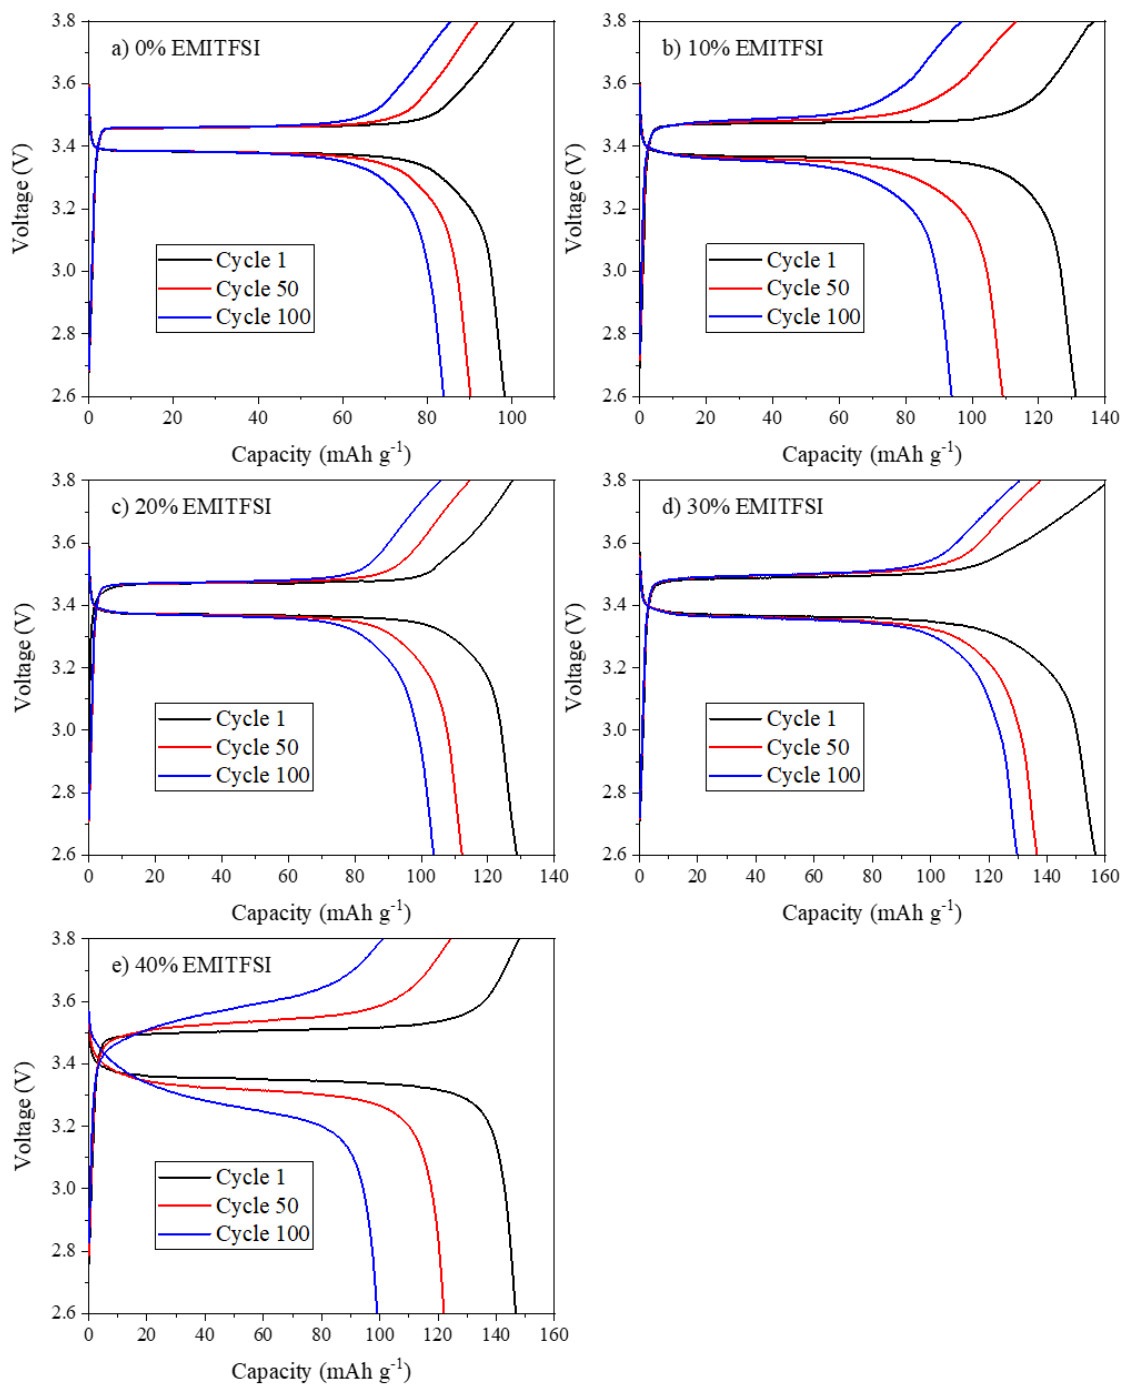 a) 0% EMITFSI
3.8
3.6
3.4
3.2
3.0
2.8
2.6
Voltage (V)
Cycle 1
Cycle 50
Cycle 100
0 20 40 60 80 100
Capacity (mAh g-1)
b) 10% EMITFSI
3.8
3.6
3.4
3.2
3.0
2.8
2.6
Voltage (V)
Cycle 1
Cycle 50
Cycle 100
0 20 40 60 80 100 120 140
Capacity (mAh g-1)
c) 20% EMITFSI
3.8
3.6
3.4
3.2
3.0
2.8
2.6
Voltage (V)
Cycle 1
Cycle 50
Cycle 100
0 20 40 60 80 100 120 140
Capacity (mAh g-1)
d) 30% EMITFSI
3.8
3.6
3.4
3.2
3.0
2.8
2.6
Voltage (V)
Cycle 1
Cycle 50
Cycle 100
0 20 40 60 80 100 120 140 160
Capacity (mAh g-1)
e) 40% EMITFSI
3.8
3.6
3.4
3.2
3.0
2.8
2.6
Voltage (V)
Cycle 1
Cycle 50
Cycle 100
0 20 40 60 80 100 120 140 160
Capacity (mAh g-1)